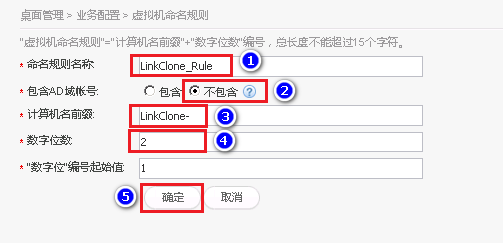 桌面管理 > 业务配置 > 虚拟机命名规则
"虚拟机命名规则"="计算机名前缀"+"数字位数"编号，总长度不能超过15个字符。
* 命名规则名称: LinkClone_Rule 1
* 包含AD域帐号: 包含 不包含 ? 2
* 计算机名前缀: LinkClone- 3
* 数字位数: 2 4
* "数字位"编号起始值: 1
5 确定 取消